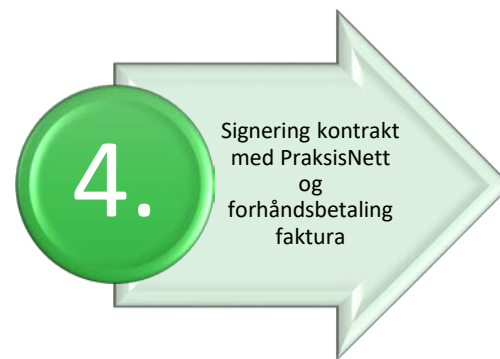 4.
Signering kontrakt
med PraksisNett
og
forhåndsbetaling
faktura